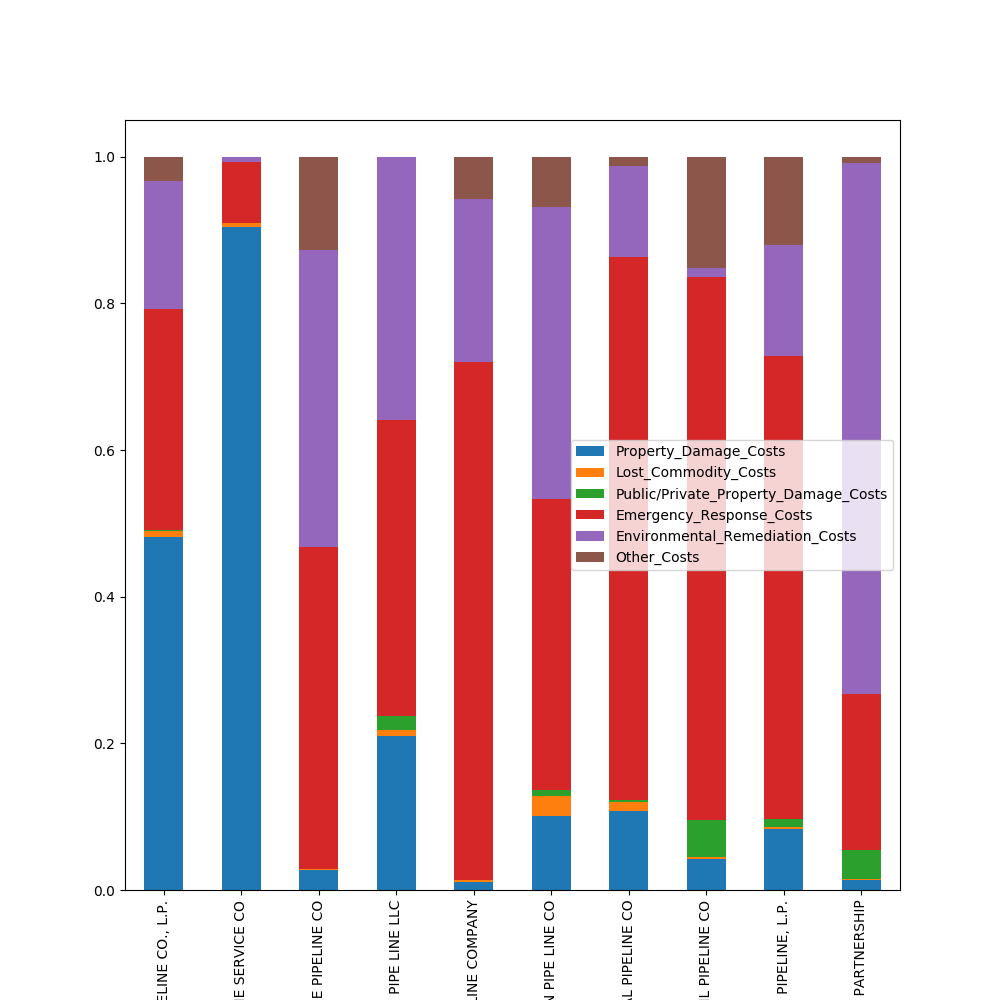 1.0
0.8
0.6
0.4
0.2
0.0
Property_Damage_Costs
Lost_Commodity_Costs
Public/Private_Property_Damage_Costs
Emergency_Response_Costs
Environmental_Remediation_Costs
Other_Costs
ELINE CO., L.P.
E SERVICE CO
E PIPELINE CO
PIPE LINE LLC
LINE COMPANY
N PIPE LINE CO
AL PIPELINE CO
IL PIPELINE CO
PIPELINE, L.P.
PARTNERSHIP